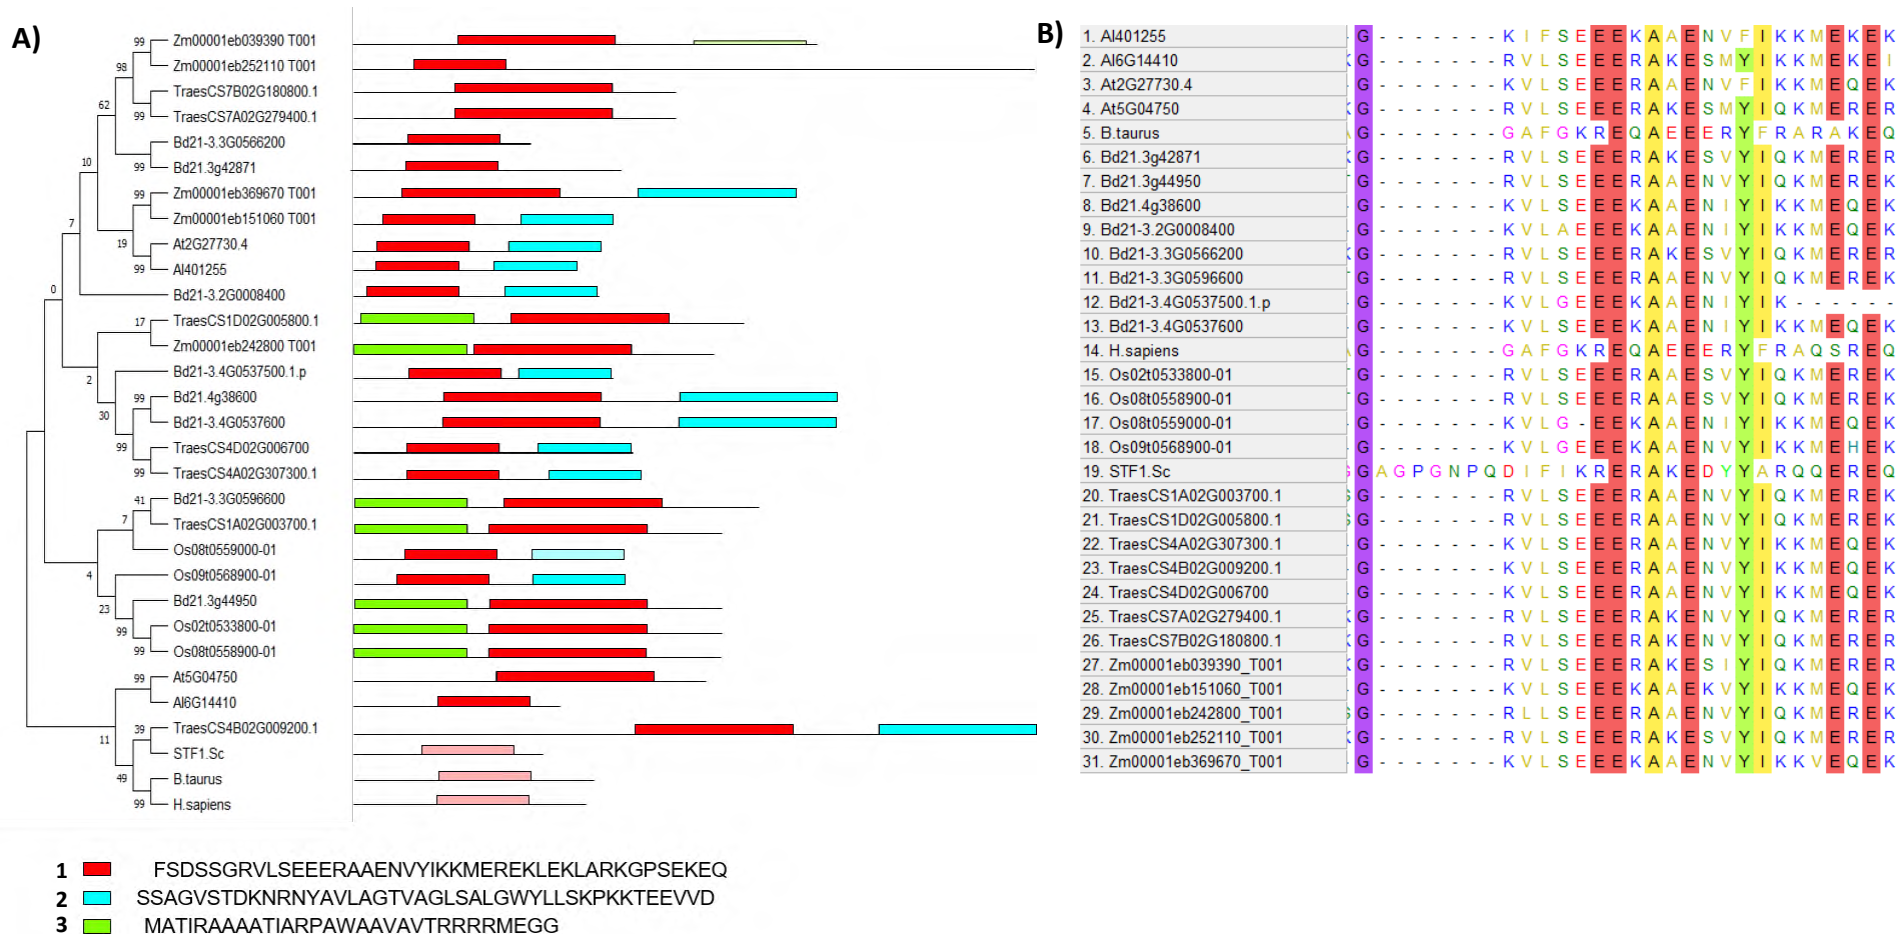 A)
99 Zm00001eb039390 T001
98 Zm00001eb252110 T001
62 TraesCS7B02G180800.1
99 TraesCS7A02G279400.1
Bd21-3.3G0566200
10 99 Bd21.3g42871
99 Zm00001eb369670 T001
7 Zm00001eb151060 T001
19 At2G27730.4
99 Al401255
0 Bd21-3.2G0008400
17 TraesCS1D02G005800.1
Zm00001eb242800 T001
2 Bd21-3.4G0537500.1.p
30 99 Bd21.4g38600
Bd21-3.4G0537600
99 TraesCS4D02G006700
99 TraesCS4A02G307300.1
41 Bd21-3.3G0596600
7 TraesCS1A02G003700.1
Os08t0559000-01
4 Os09t0568900-01
23 Bd21.3g44950
99 Os02t0533800-01
99 Os08t0558900-01
99 At5G04750
Al6G14410
11 39 TraesCS4B02G009200.1
STF1.Sc
49 B.taurus
99 H.sapiens
1 FSDSSGRVLSEEERAAENVYIKKMEREKLEKLARKGPSEKEQ
2 SSAGVSTDKNRNYAVLAGTVAGLSALGWYLLSKPKKTEEVVD
3 MATIRAAAATIARPAWAAVAVTRRRRMEGG
B)
1. Al401255 - G - - - - - - - K I F S E E E K A A E N V F I K K M E K E K
2. Al6G14410 K G - - - - - - - R V L S E E E R A K E S M Y I K K M E K E I
3. At2G27730.4 - G - - - - - - - K V L S E E E R A A E N V F I K K M E Q E K
4. At5G04750 K G - - - - - - - R V L S E E E R A K E S M Y I Q K M E R E R
5. B.taurus A G - - - - - - - G A F G K R E Q A E E E R Y F R A R A K E Q
6. Bd21.3g42871 K G - - - - - - - R V L S E E E R A K E S V Y I Q K M E R E R
7. Bd21.3g44950 T G - - - - - - - R V L S E E E R A A E N V Y I Q K M E R E K
8. Bd21.4g38600 - G - - - - - - - K V L S E E E K A A E N I Y I K K M E Q E K
9. Bd21-3.2G0008400 - G - - - - - - - K V L A E E E K A A E N I Y I K K M E Q E K
10. Bd21-3.3G0566200 K G - - - - - - - R V L S E E E R A K E S V Y I Q K M E R E R
11. Bd21-3.3G0596600 T G - - - - - - - R V L S E E E R A A E N V Y I Q K M E R E K
12. Bd21-3.4G0537500.1.p - G - - - - - - - K V L G E E E K A A E N I Y I K - - - - - -
13. Bd21-3.4G0537600 - G - - - - - - - K V L S E E E K A A E N I Y I K K M E Q E K
14. H.sapiens A G - - - - - - - G A F G K R E Q A E E E R Y F R A Q S R E Q
15. Os02t0533800-01 T G - - - - - - - R V L S E E E R A A E S V Y I Q K M E R E K
16. Os08t0558900-01 T G - - - - - - - R V L S E E E R A A E S V Y I Q K M E R E K
17. Os08t0559000-01 - G - - - - - - - K V L G - E E K A A E N I Y I K K M E Q E K
18. Os09t0568900-01 - G - - - - - - - K V L G E E E K A A E N V Y I K K M E H E K
19. STF1.Sc G G A G P G N P Q D I F I K R E R A K E D Y Y A R Q Q E R E Q
20. TraesCS1A02G003700.1 S G - - - - - - - R V L S E E E R A A E N V Y I Q K M E R E K
21. TraesCS1D02G005800.1 S G - - - - - - - R V L S E E E R A A E N V Y I Q K M E R E K
22. TraesCS4A02G307300.1 - G - - - - - - - K V L S E E E R A A E N V Y I K K M E Q E K
23. TraesCS4B02G009200.1 - G - - - - - - - K V L S E E E R A A E N V Y I K K M E Q E K
24. TraesCS4D02G006700 - G - - - - - - - K V L S E E E R A A E N V Y I K K M E Q E K
25. TraesCS7A02G279400.1 K G - - - - - - - R V L S E E E R A K E N V Y I Q K M E R E R
26. TraesCS7B02G180800.1 K G - - - - - - - R V L S E E E R A K E N V Y I Q K M E R E R
27. Zm00001eb039390_T001 K G - - - - - - - R V L S E E E R A K E S I Y I Q K M E R E R
28. Zm00001eb151060_T001 - G - - - - - - - K V L S E E E K A A E K V Y I K K M E Q E K
29. Zm00001eb242800_T001 S G - - - - - - - R L L S E E E R A A E N V Y I Q K M E R E K
30. Zm00001eb252110_T001 K G - - - - - - - R V L S E E E R A K E S V Y I Q K M E R E R
31. Zm00001eb369670_T001 - G - - - - - - - K V L S E E E K A A E N V Y I K K V E Q E K